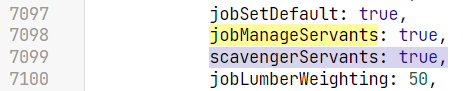 7097 jobSetDefault: true,
7098 jobManageServants: true,
7099 scavengerServants: true,
7100 jobLumberWeighting: 50,